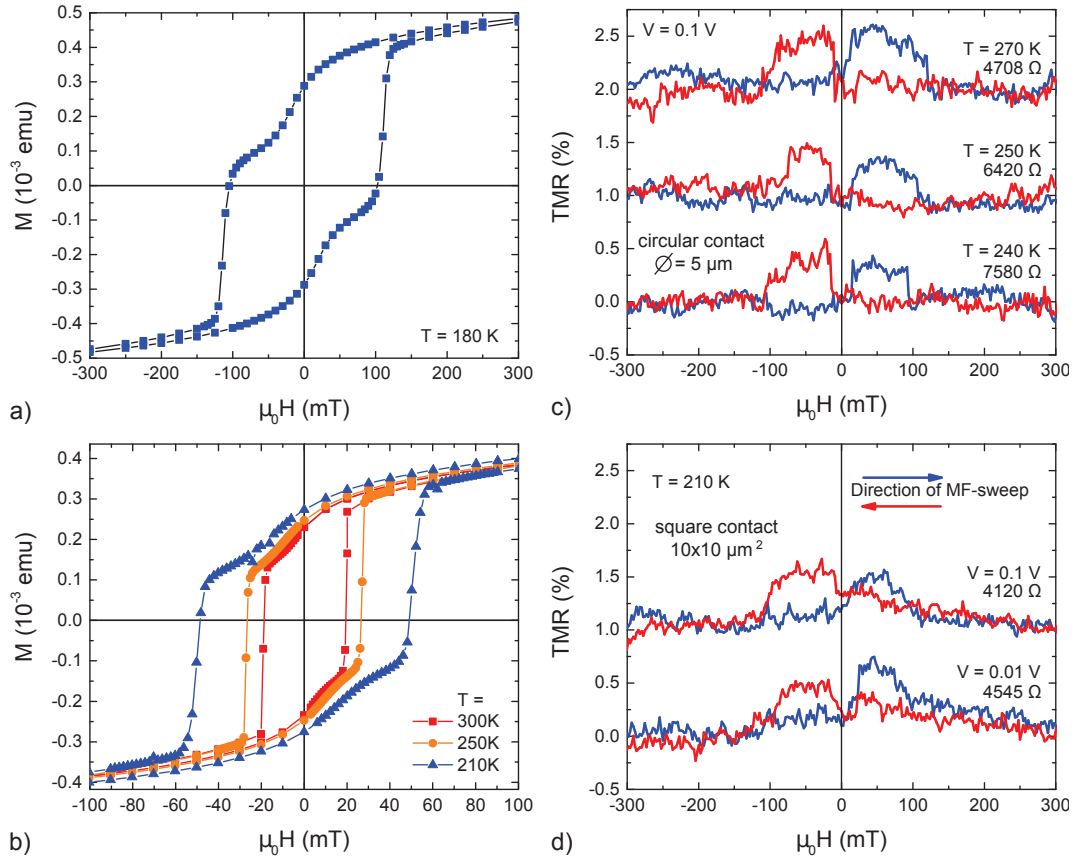 0.5
0.4
0.3
0.2
0.1
0.0
-0.1
-0.2
-0.3
-0.4
-0.5
M (10⁻³ emu)
T = 180 K
-300 -200 -100 0 100 200 300
μ₀H (mT)
a)
2.5
2.0
1.5
1.0
0.5
0.0
-0.5
TMR (%)
V = 0.1 V
T = 270 K
4708 Ω
T = 250 K
6420 Ω
circular contact
Ø = 5 μm
T = 240 K
7580 Ω
-300 -200 -100 0 100 200 300
μ₀H (mT)
c)
0.4
0.3
0.2
0.1
0.0
-0.1
-0.2
-0.3
-0.4
M (10⁻³ emu)
T =
300K
250K
210K
-100 -80 -60 -40 -20 0 20 40 60 80 100
μ₀H (mT)
b)
2.5
2.0
1.5
1.0
0.5
0.0
-0.5
TMR (%)
T = 210 K
Direction of MF-sweep
square contact
10x10 μm²
V = 0.1 V
4120 Ω
V = 0.01 V
4545 Ω
-300 -200 -100 0 100 200 300
μ₀H (mT)
d)